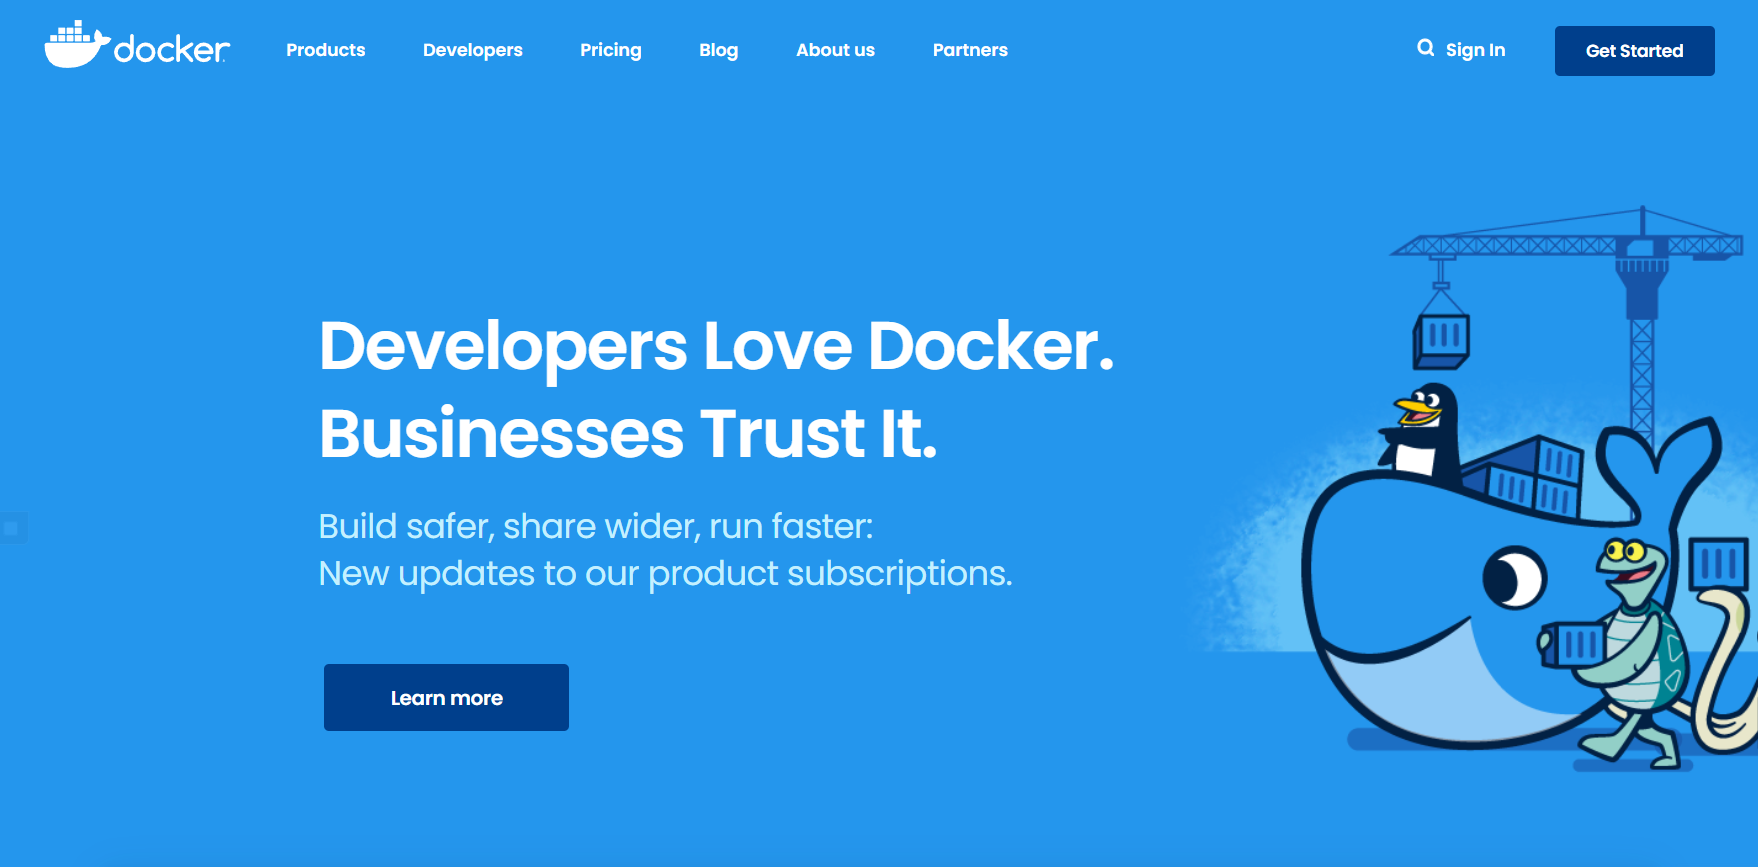 docker
Products
Developers
Pricing
Blog
About us
Partners
Sign In
Get Started
Developers Love Docker.
Businesses Trust It.
Build safer, share wider, run faster:
New updates to our product subscriptions.
Learn more